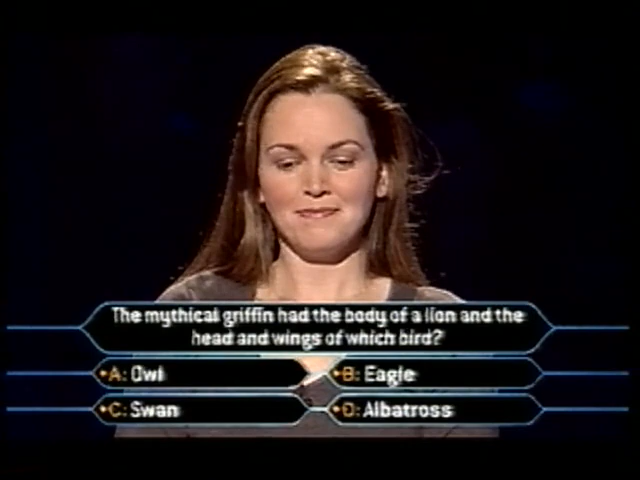 The mythical griffin had the body of a lion and the
head and wings of which bird?
A: Owl
B: Eagle
C: Swan
D: Albatross